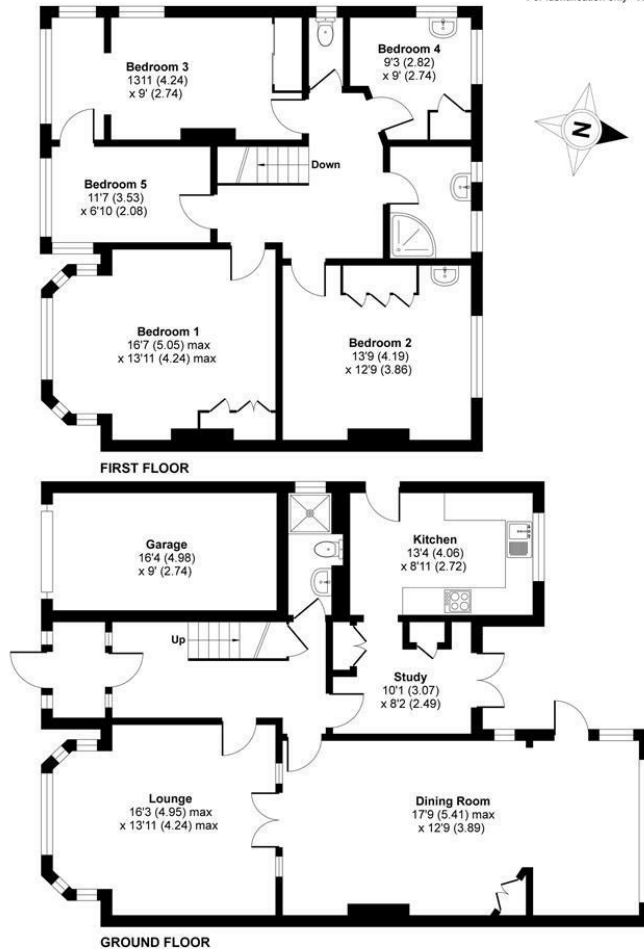 Bedroom 3
13'11 (4.24)
x 9' (2.74)
Bedroom 4
9'3 (2.82)
x 9' (2.74)
N
Down
Bedroom 5
11'7 (3.53)
x 6'10 (2.08)
Bedroom 1
16'7 (5.05) max
x 13'11 (4.24) max
Bedroom 2
13'9 (4.19)
x 12'9 (3.86)
FIRST FLOOR
Garage
16'4 (4.98)
x 9' (2.74)
Kitchen
13'4 (4.06)
x 8'11 (2.72)
Up
Study
10'1 (3.07)
x 8'2 (2.49)
Lounge
16'3 (4.95) max
x 13'11 (4.24) max
Dining Room
17'9 (5.41) max
x 12'9 (3.89)
GROUND FLOOR